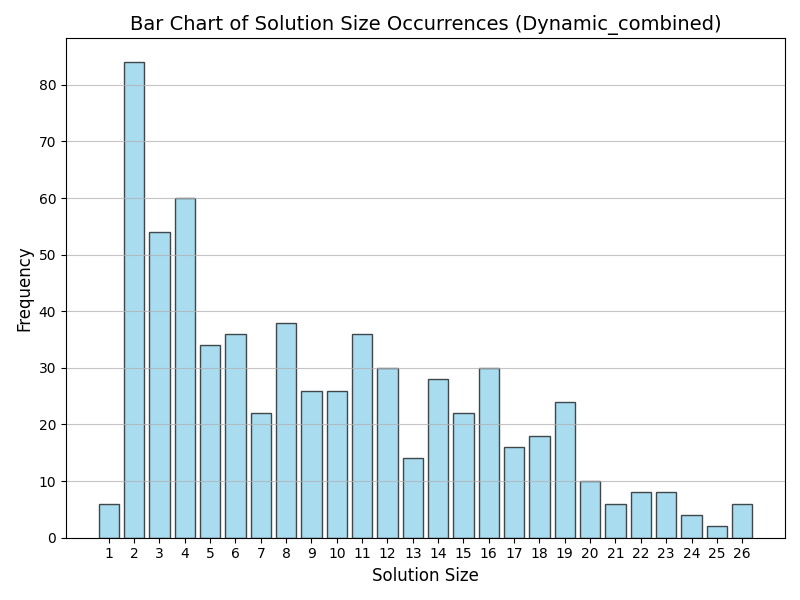 Bar Chart of Solution Size Occurrences (Dynamic_combined)
Frequency
80
70
60
50
40
30
20
10
0
1 2 3 4 5 6 7 8 9 10 11 12 13 14 15 16 17 18 19 20 21 22 23 24 25 26
Solution Size